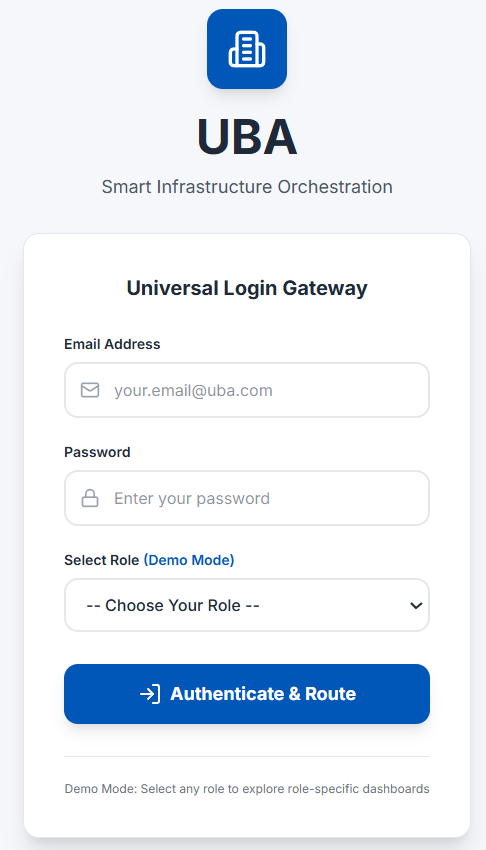 UBA
Smart Infrastructure Orchestration
Universal Login Gateway
Email Address
your.email@uba.com
Password
Enter your password
Select Role (Demo Mode)
-- Choose Your Role --
Authenticate & Route
Demo Mode: Select any role to explore role-specific dashboards